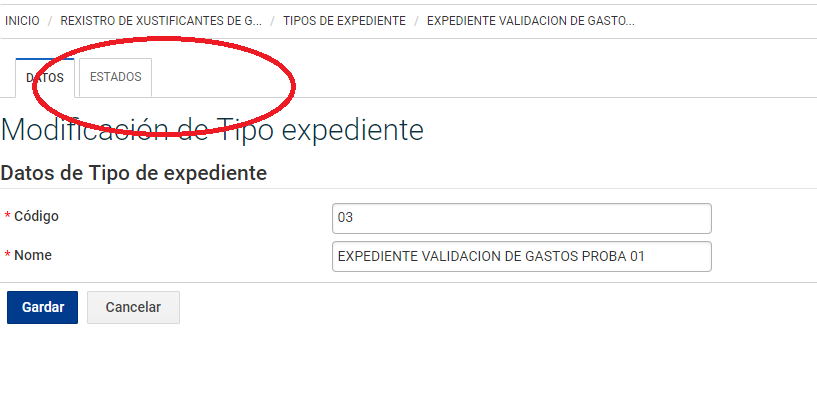 INICIO / REXISTRO DE XUSTIFICANTES DE G... / TIPOS DE EXPEDIENTE / EXPEDIENTE VALIDACION DE GASTO...
DATOS ESTADOS
Modificación de Tipo expediente
Datos de Tipo de expediente
* Código 03
* Nome EXPEDIENTE VALIDACION DE GASTOS PROBA 01
Gardar Cancelar